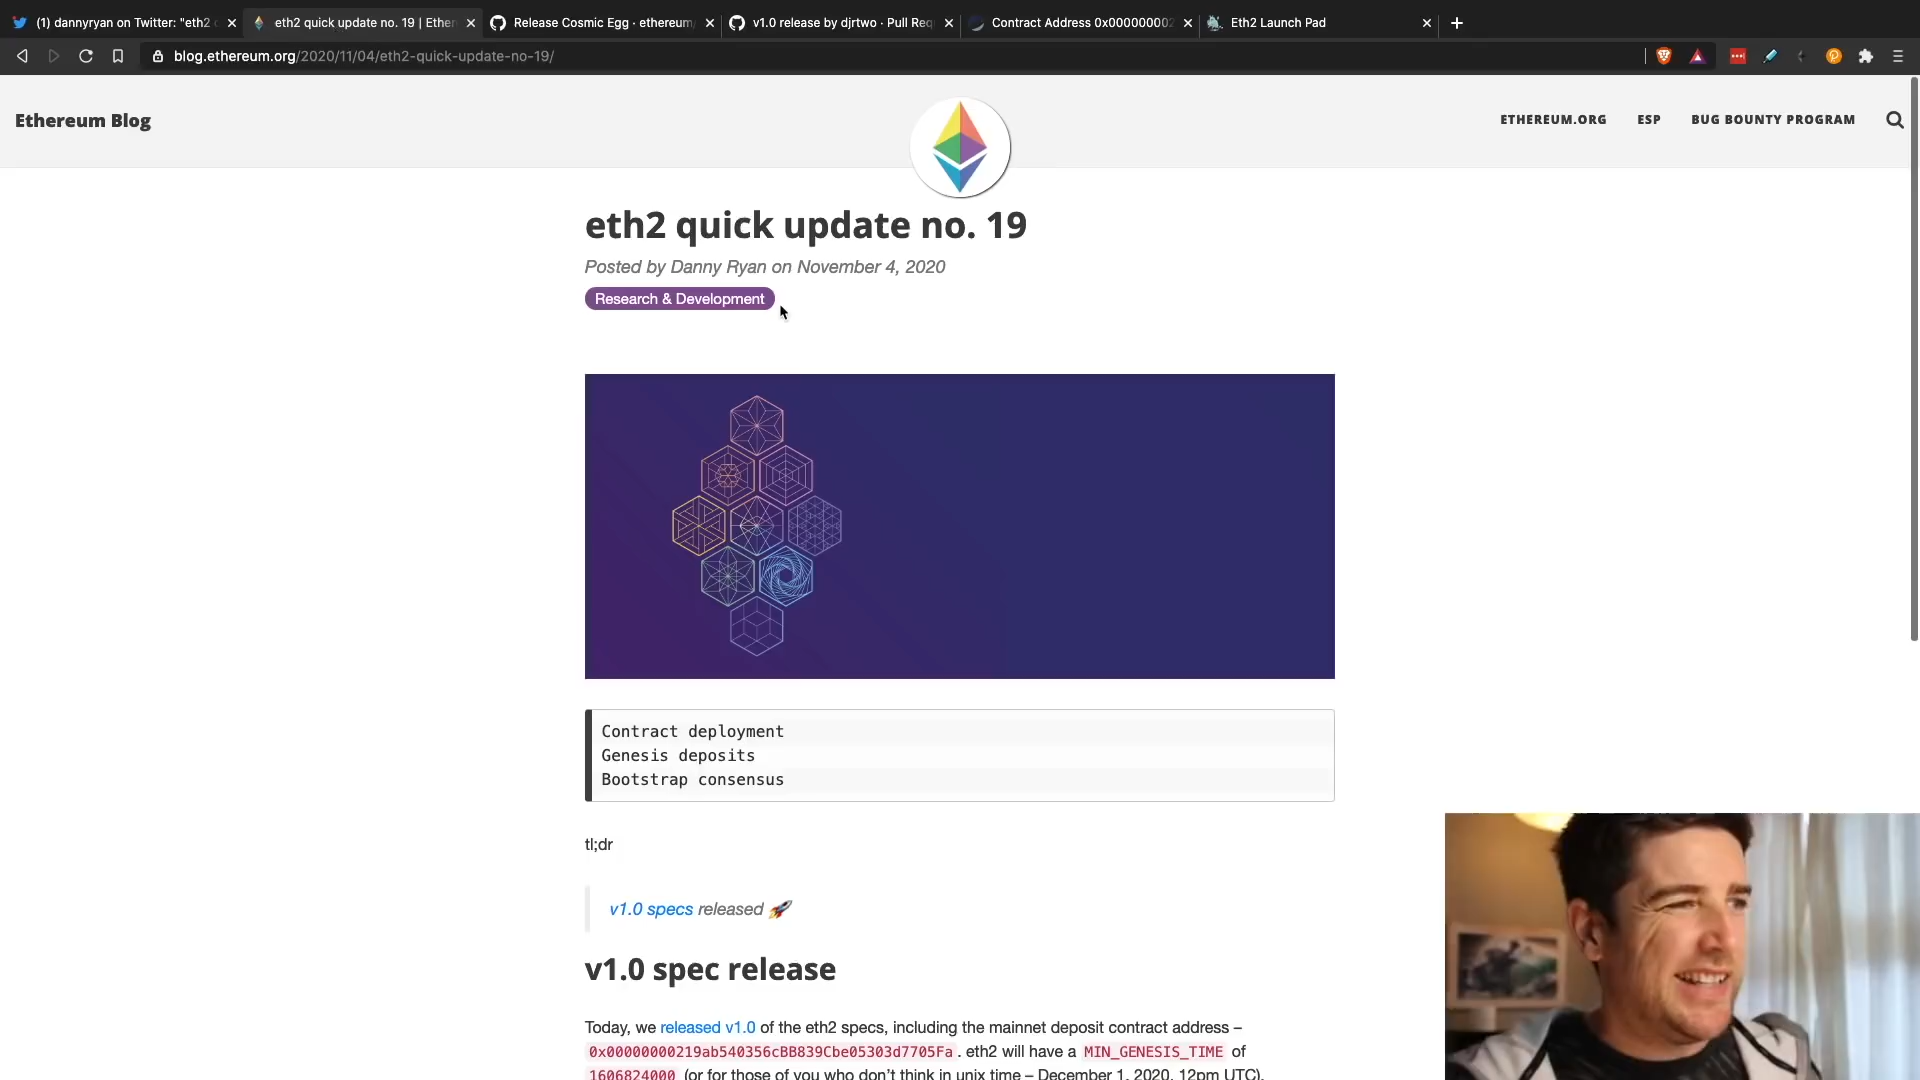 (1) dannyryan on Twitter: "eth2
eth2 quick update no. 19 | Ether
Release Cosmic Egg · ethereum
v1.0 release by djrtwo · Pull Req
Contract Address 0x000000002
Eth2 Launch Pad
blog.ethereum.org/2020/11/04/eth2-quick-update-no-19/
Ethereum Blog
ETHEREUM.ORG
ESP
BUG BOUNTY PROGRAM
eth2 quick update no. 19
Posted by Danny Ryan on November 4, 2020
Research & Development
Contract deployment
Genesis deposits
Bootstrap consensus
tl;dr
v1.0 specs released 🚀
v1.0 spec release
Today, we released v1.0 of the eth2 specs, including the mainnet deposit contract address –
0x00000000219ab540356cBB839Cbe05303d7705Fa. eth2 will have a MIN_GENESIS_TIME of
1606824000 (or for those of you who don't think in unix time – December 1, 2020, 12pm UTC).